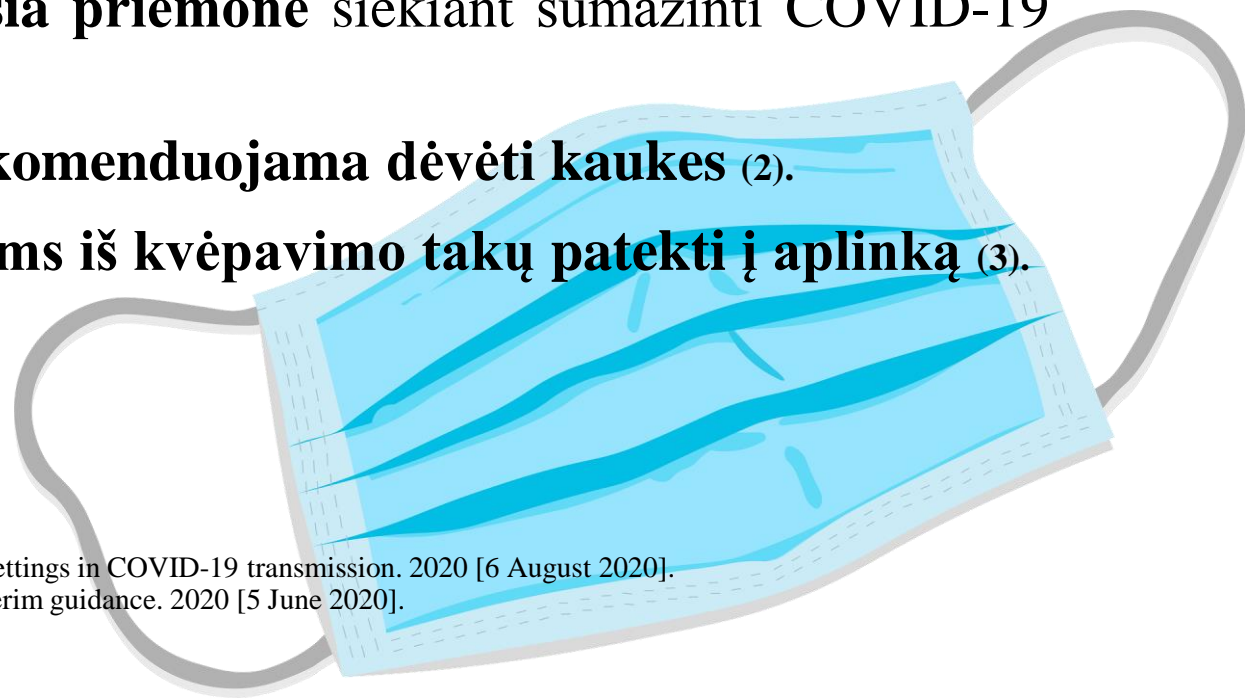 sia priemonė siekiant sumažinti COVID-19
komenduojama dėvėti kaukes (2).
ms iš kvėpavimo takų patekti į aplinką (3).
ettings in COVID-19 transmission. 2020 [6 August 2020].
erim guidance. 2020 [5 June 2020].